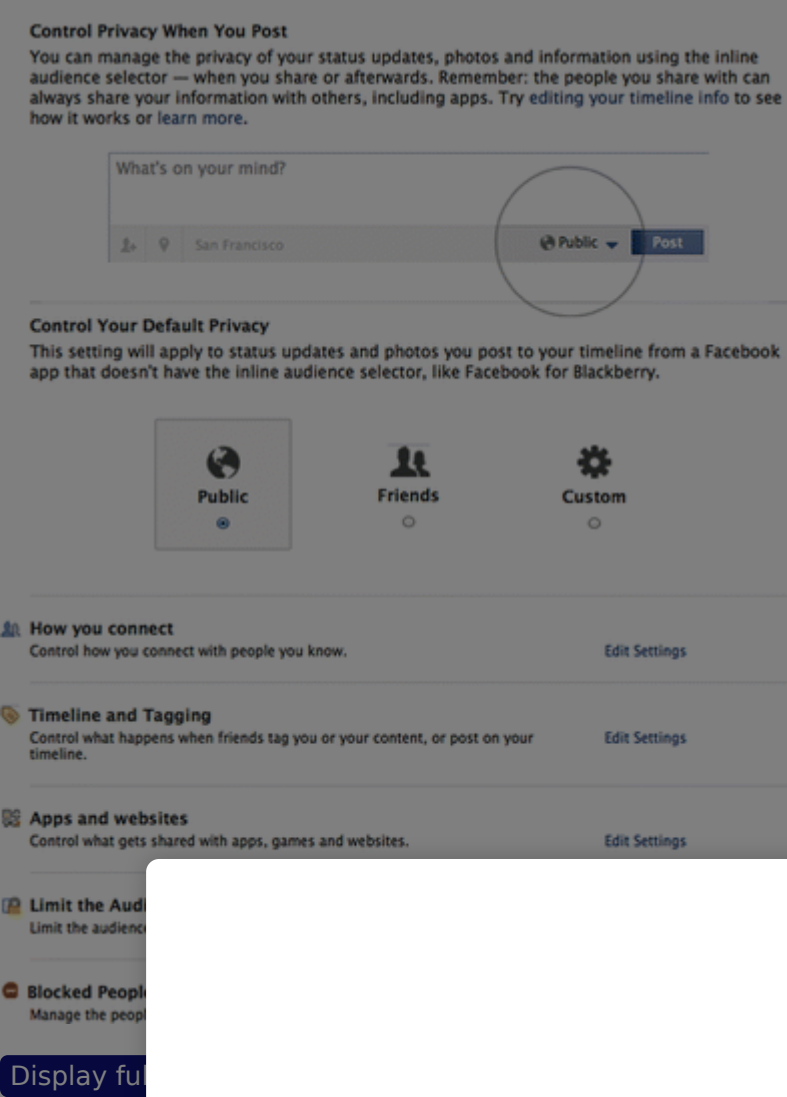 Control Privacy When You Post
You can manage the privacy of your status updates, photos and information using the inline
audience selector — when you share or afterwards. Remember: the people you share with can
always share your information with others, including apps. Try editing your timeline info to see
how it works or learn more.
What's on your mind?
San Francisco
Public
Post
Control Your Default Privacy
This setting will apply to status updates and photos you post to your timeline from a Facebook
app that doesn't have the inline audience selector, like Facebook for Blackberry.
Public
Friends
Custom
How you connect
Control how you connect with people you know.
Edit Settings
Timeline and Tagging
Control what happens when friends tag you or your content, or post on your
timeline.
Edit Settings
Apps and websites
Control what gets shared with apps, games and websites.
Edit Settings
Limit the
Limit the
Blocked
Manage the
Display